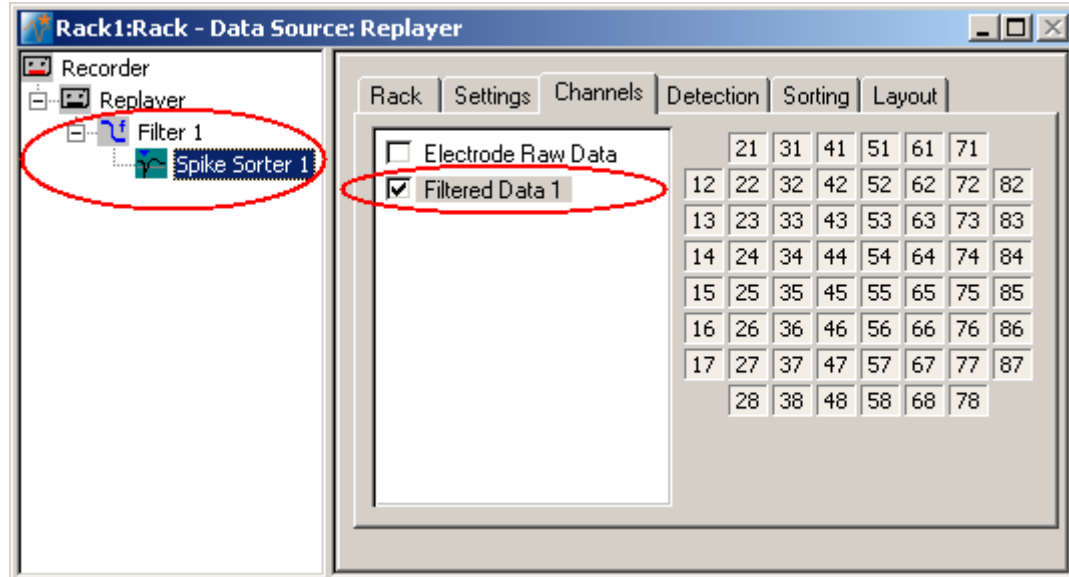 Rack1:Rack - Data Source: Replayer
Recorder
Replayer
Filter 1
Spike Sorter 1
Rack Settings Channels Detection Sorting Layout
Electrode Raw Data
Filtered Data 1
21 31 41 51 61 71
12 22 32 42 52 62 72 82
13 23 33 43 53 63 73 83
14 24 34 44 54 64 74 84
15 25 35 45 55 65 75 85
16 26 36 46 56 66 76 86
17 27 37 47 57 67 77 87
28 38 48 58 68 78